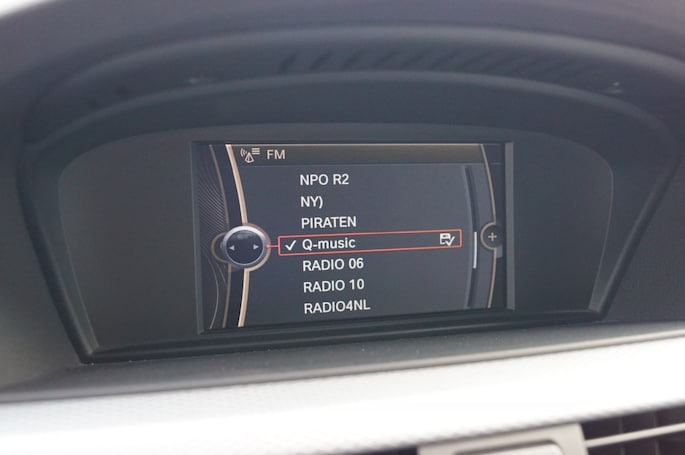 FM
NPO R2
NY)
PIRATEN
Q-music
RADIO 06
RADIO 10
RADIO4NL